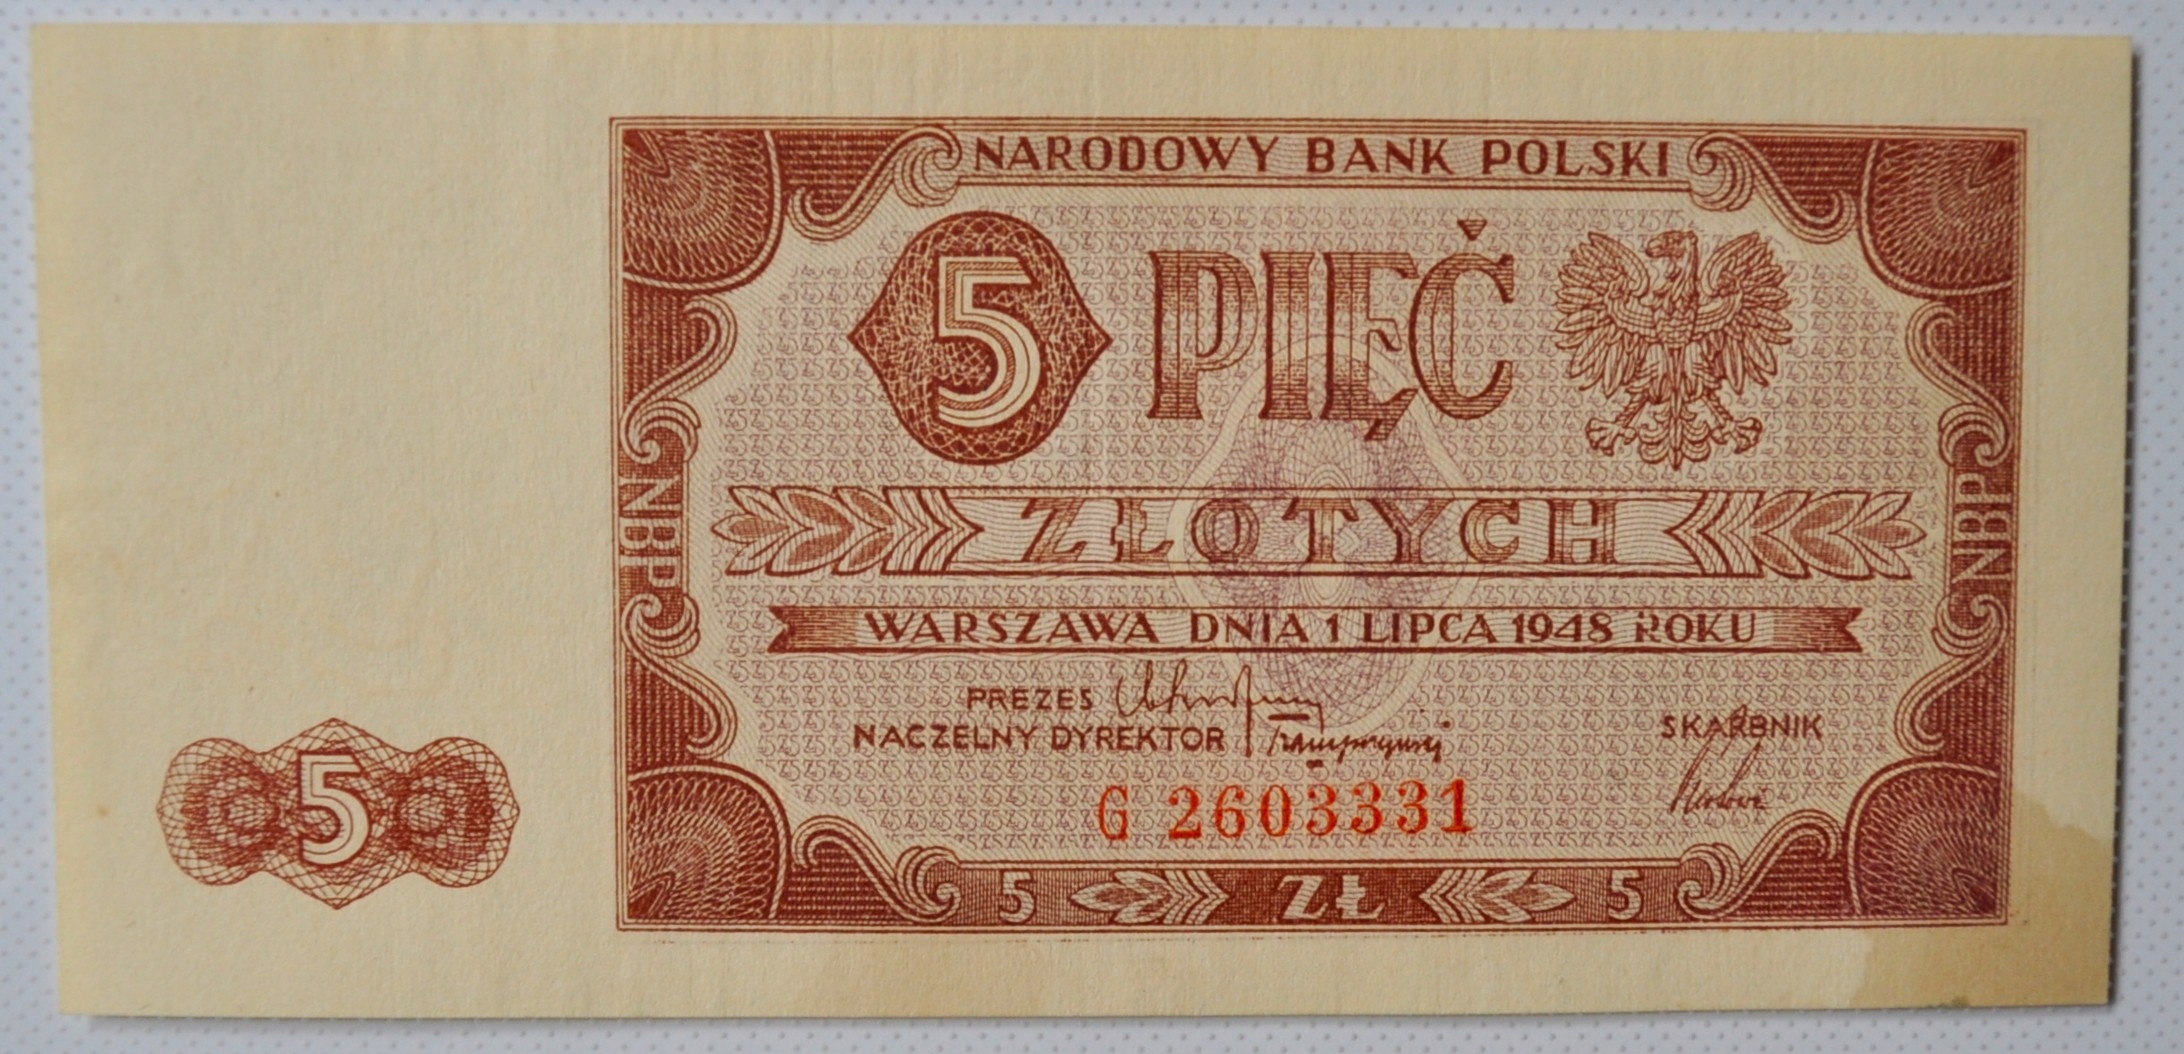 NARODOWY BANK POLSKI
5 PIĘĆ
ZŁOTYCH
NBP
NBP
WARSZAWA DNIA 1 LIPCA 1948 ROKU
PREZES
NACZELNY DYREKTOR
SKARBNIK
G 2603331
5
5 ZŁ 5